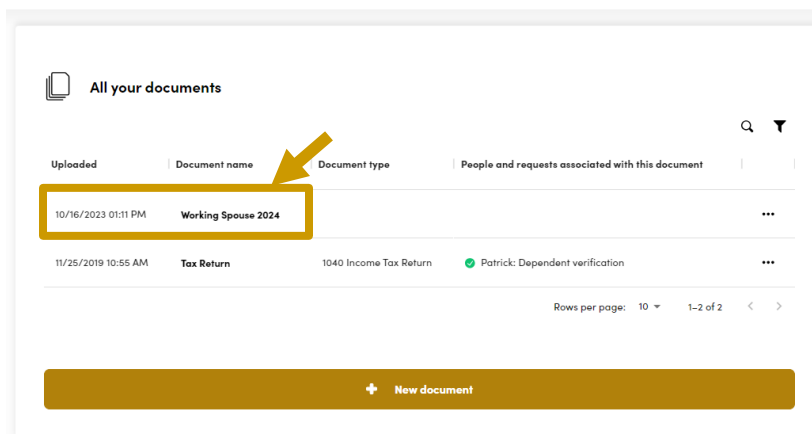 All your documents
Uploaded Document name Document type People and requests associated with this document
10/16/2023 01:11 PM Working Spouse 2024
11/25/2019 10:55 AM Tax Return 1040 Income Tax Return Patrick: Dependent verification
Rows per page: 10 1–2 of 2
New document